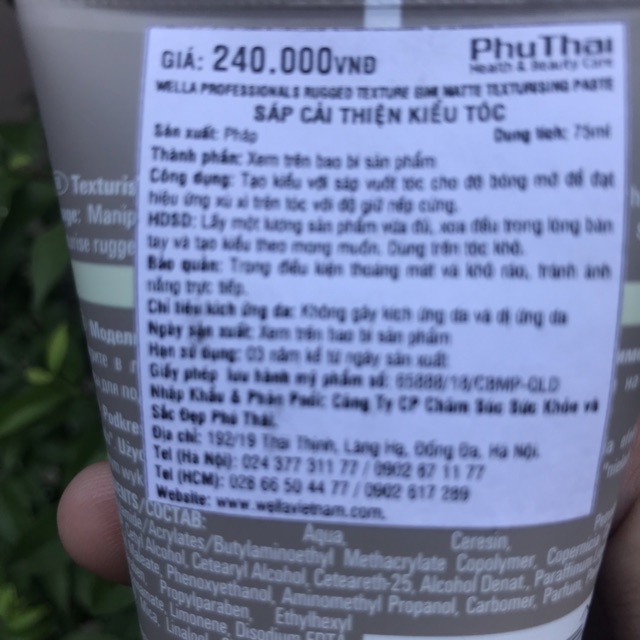 GIÁ: 240.000VNĐ
PhuThai
Health & Beauty Care
WELLA PROFESSIONALS RUGGED TEXTURE EIMI MATTE TEXTURISING PASTE
SÁP CẢI THIỆN KIỂU TÓC
Sản xuất: Pháp Dung tích: 75ml
Thành phần: Xem trên bao bì sản phẩm
Công dụng: Tạo kiểu với sáp vuốt tóc cho độ bóng mờ để đạt
hiệu ứng xù xì trên tóc với độ giữ nếp cứng.
HDSD: Lấy một lượng sản phẩm vừa đủ, xoa đều trong lòng bàn
tay và tạo kiểu theo mong muốn. Dùng trên tóc khô.
Bảo quản: Trong điều kiện thoáng mát và khô ráo, tránh ánh
nắng trực tiếp.
Chỉ tiêu kích ứng da: Không gây kích ứng da và dị ứng da
Ngày sản xuất: Xem trên bao bì sản phẩm
Hạn sử dụng: 03 năm kể từ ngày sản xuất
Giấy phép lưu hành mỹ phẩm số: 65888/18/CBMP-QLD
Nhập Khẩu & Phân Phối: Công Ty CP Chăm Sóc Sức Khỏe và
Sắc Đẹp Phú Thái.
Địa chỉ: 192/19 Thái Thịnh, Láng Hạ, Đống Đa, Hà Nội.
Tel (Hà Nội): 024 377 311 77 / 0902 67 11 77
Tel (HCM): 028 66 50 44 77 / 0902 617 289
Website: www.wellavietnam.com
Aqua, Ceresin,
Acrylates/Butylaminoethyl Methacrylate Copolymer,
Alcohol, Cetearyl Alcohol, Ceteareth-25, Alcohol Denat,
Phenoxyethanol, Aminomethyl Propanol, Carbomer, Parfum,
Propylparaben, Ethylhexyl
Limonene, Disodium EDTA
Linalool